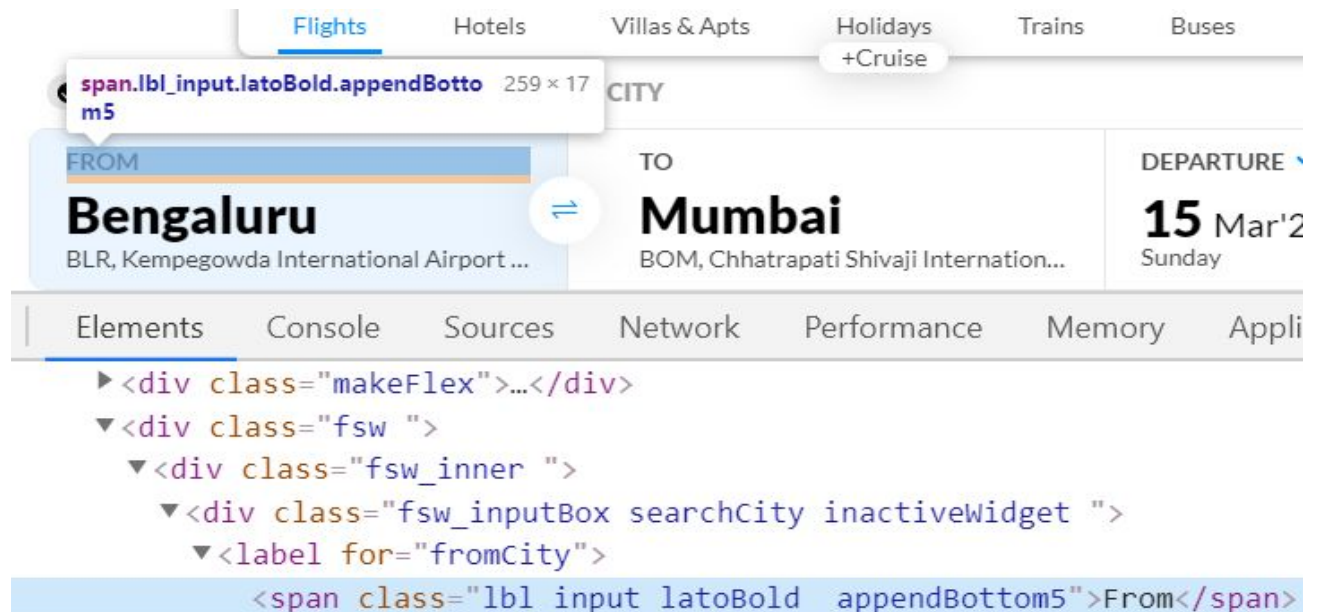 Flights Hotels Villas & Apts Holidays Trains Buses
+Cruise
span.lbl_input.latoBold.appendBotto 259 × 17 CITY
m5
FROM TO DEPARTURE
Bengaluru ⇌ Mumbai 15 Mar'2
BLR, Kempegowda International Airport ... BOM, Chhatrapati Shivaji Internation... Sunday
Elements Console Sources Network Performance Memory Appli
▶<div class="makeFlex">…</div>
▼<div class="fsw ">
▼<div class="fsw_inner ">
▼<div class="fsw_inputBox searchCity inactiveWidget ">
▼<label for="fromCity">
<span class="lbl_input latoBold  appendBottom5">From</span>